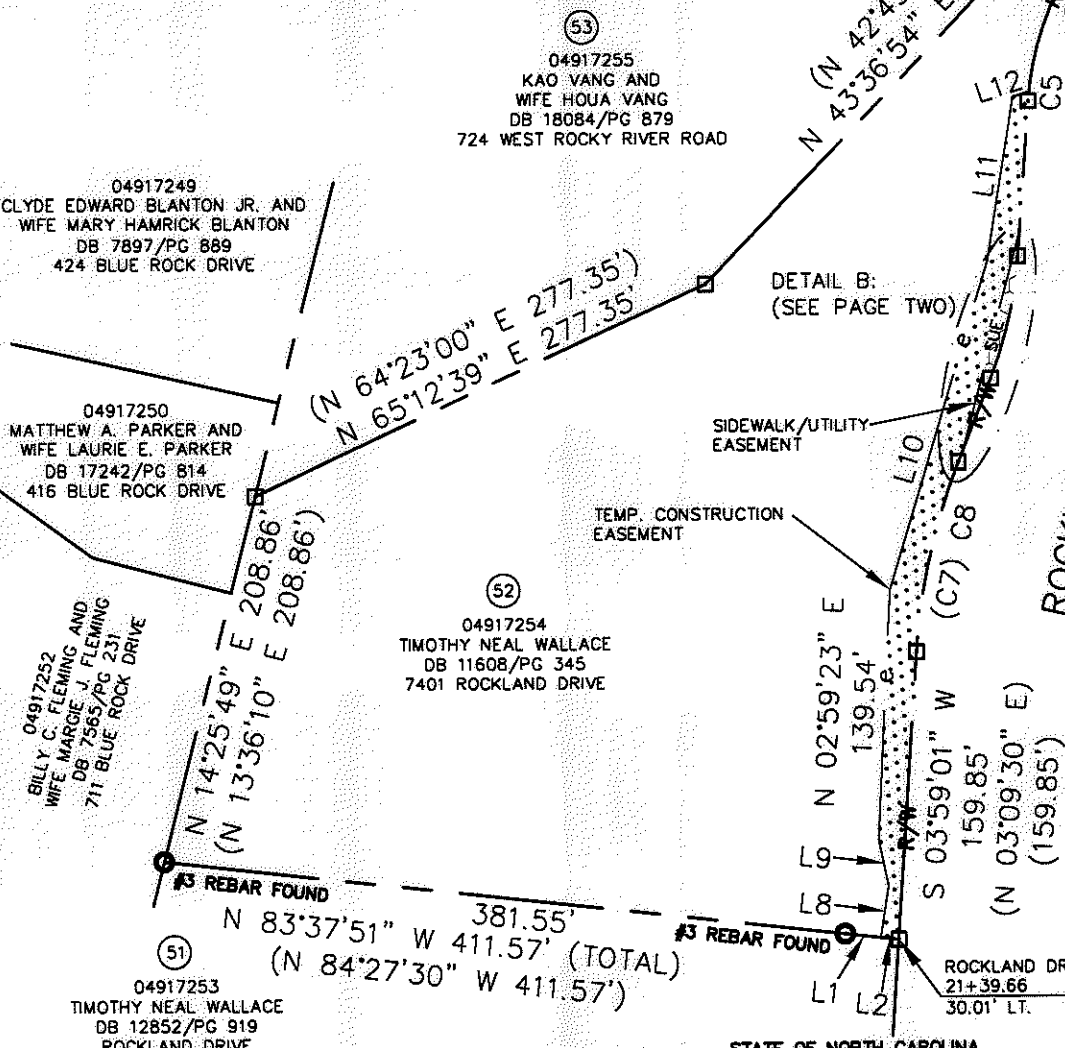 53
04917255
KAO VANG AND
WIFE HOUA VANG
DB 18084/PG 879
724 WEST ROCKY RIVER ROAD
N 43°36'54" E
L12
C5
L11
04917249
CLYDE EDWARD BLANTON JR. AND
WIFE MARY HAMRICK BLANTON
DB 7897/PG 889
424 BLUE ROCK DRIVE
(N 64°23'00" E 277.35')
N 65°12'39" E 277.35'
DETAIL B:
(SEE PAGE TWO)
e
SUE
R/W
04917250
MATTHEW A. PARKER AND
WIFE LAURIE E. PARKER
DB 17242/PG 814
416 BLUE ROCK DRIVE
SIDEWALK/UTILITY
EASEMENT
L10
TEMP. CONSTRUCTION
EASEMENT
(C7) C8
04917252
BILLY C. FLEMING AND
WIFE MARGIE J. FLEMING
DB 7565/PG 231
711 BLUE ROCK DRIVE
N 14°25'49" E 208.86'
(N 13°36'10" E 208.86')
52
04917254
TIMOTHY NEAL WALLACE
DB 11608/PG 345
7401 ROCKLAND DRIVE
N 02°59'23" E
139.54'
e
R/W
S 03°59'01" W
159.85'
(N 03°09'30" E)
(159.85')
L9
L8
#3 REBAR FOUND
381.55'
N 83°37'51" W 411.57' (TOTAL)
(N 84°27'30" W 411.57')
#3 REBAR FOUND
L1
L2
ROCKLAND DR
21+39.66
30.01' LT.
51
04917253
TIMOTHY NEAL WALLACE
DB 12852/PG 919
ROCKLAND DRIVE
STATE OF NORTH CAROLINA